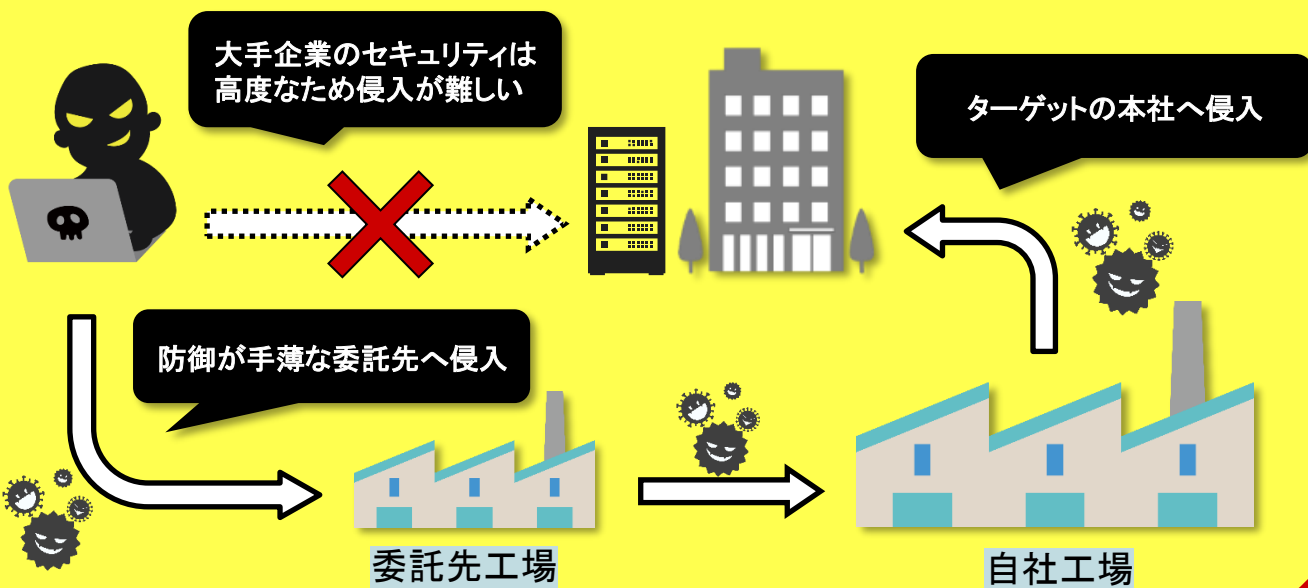 大手企業のセキュリティは
高度なため侵入が難しい
ターゲットの本社へ侵入
防御が手薄な委託先へ侵入
委託先工場
自社工場